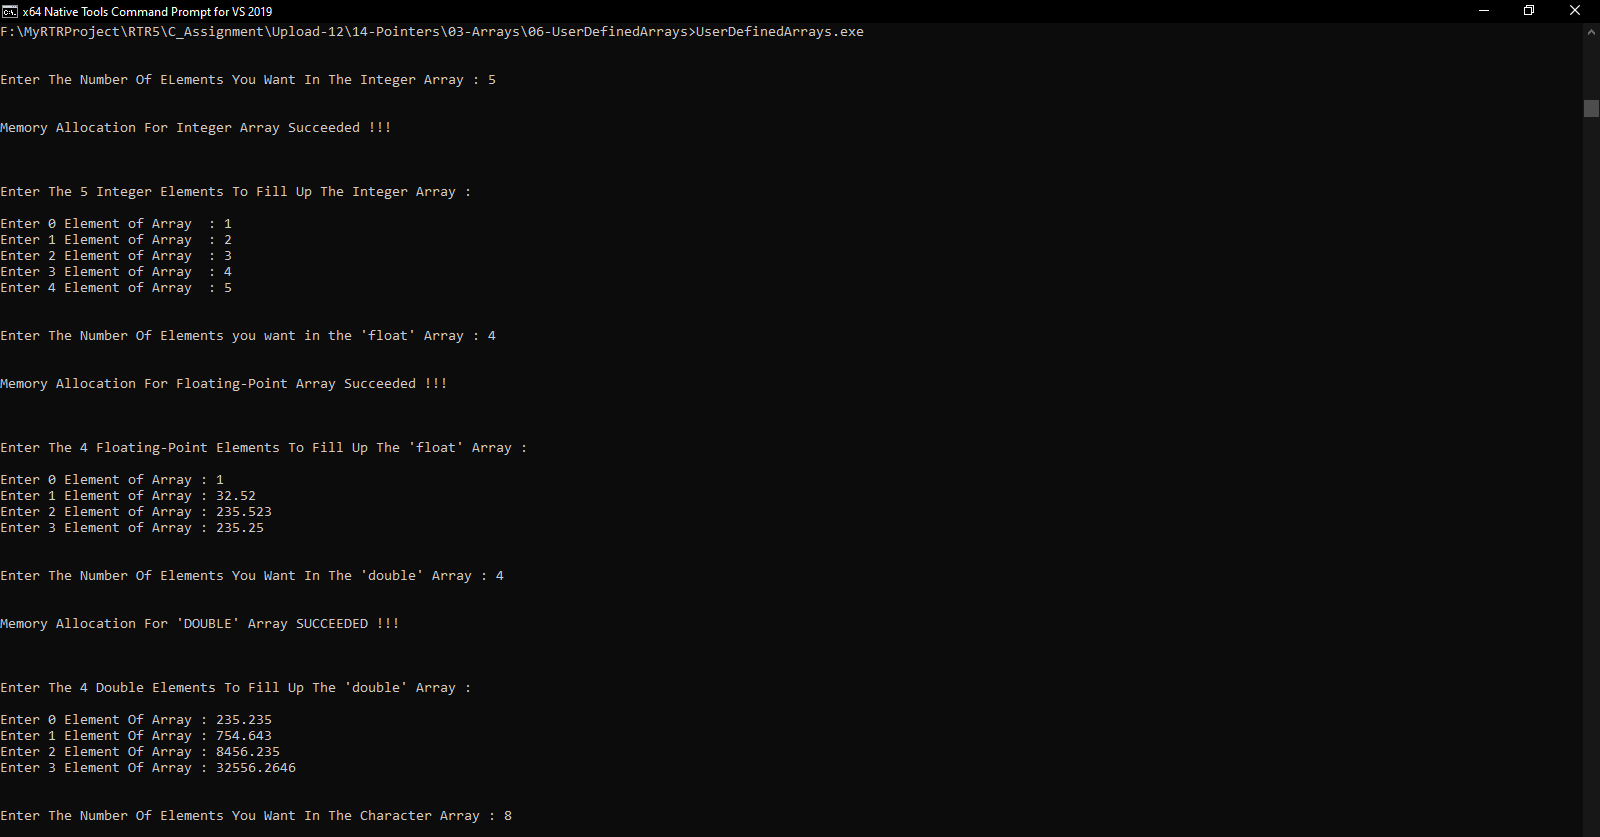 x64 Native Tools Command Prompt for VS 2019
F:\MyRTRProject\RTR5\C_Assignment\Upload-12\14-Pointers\03-Arrays\06-UserDefinedArrays>UserDefinedArrays.exe
Enter The Number Of ELements You Want In The Integer Array : 5
Memory Allocation For Integer Array Succeeded !!!
Enter The 5 Integer Elements To Fill Up The Integer Array :
Enter 0 Element of Array  : 1
Enter 1 Element of Array  : 2
Enter 2 Element of Array  : 3
Enter 3 Element of Array  : 4
Enter 4 Element of Array  : 5
Enter The Number Of Elements you want in the 'float' Array : 4
Memory Allocation For Floating-Point Array Succeeded !!!
Enter The 4 Floating-Point Elements To Fill Up The 'float' Array :
Enter 0 Element of Array : 1
Enter 1 Element of Array : 32.52
Enter 2 Element of Array : 235.523
Enter 3 Element of Array : 235.25
Enter The Number Of Elements You Want In The 'double' Array : 4
Memory Allocation For 'DOUBLE' Array SUCCEEDED !!!
Enter The 4 Double Elements To Fill Up The 'double' Array :
Enter 0 Element Of Array : 235.235
Enter 1 Element Of Array : 754.643
Enter 2 Element Of Array : 8456.235
Enter 3 Element Of Array : 32556.2646
Enter The Number Of Elements You Want In The Character Array : 8